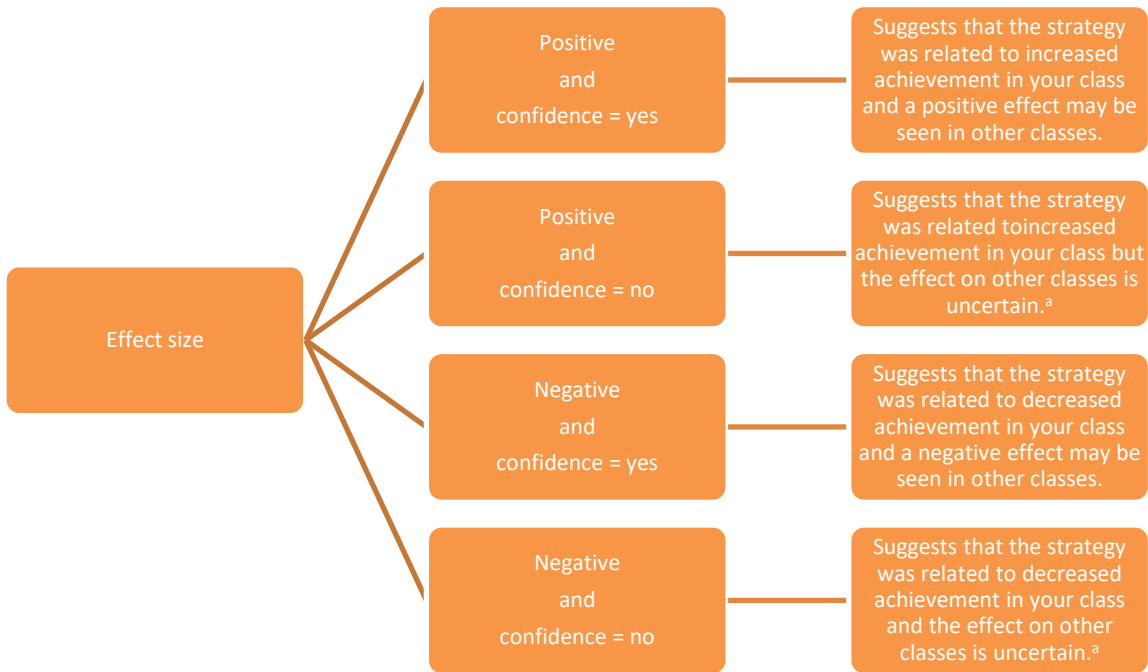 Effect size
Positive
and
confidence = yes
Suggests that the strategy
was related to increased
achievement in your class
and a positive effect may be
seen in other classes.
Positive
and
confidence = no
Suggests that the strategy
was related toincreased
achievement in your class but
the effect on other classes is
uncertain.ᵃ
Negative
and
confidence = yes
Suggests that the strategy
was related to decreased
achievement in your class
and a negative effect may be
seen in other classes.
Negative
and
confidence = no
Suggests that the strategy
was related to decreased
achievement in your class
and the effect on other
classes is uncertain.ᵃ